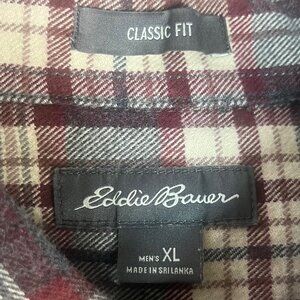 CLASSIC FIT
Eddie Bauer
MEN'S XL
MADE IN SRI LANKA